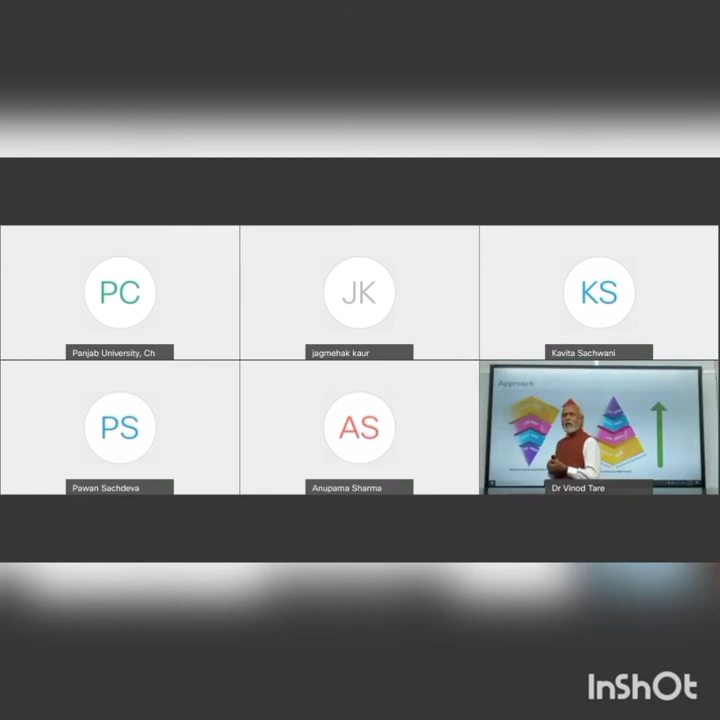 PC
JK
KS
Panjab University, Ch
jagmehak kaur
Kavita Sachwani
PS
AS
Approach
Pawan Sachdeva
Anupama Sharma
Dr Vinod Tare
InShOt